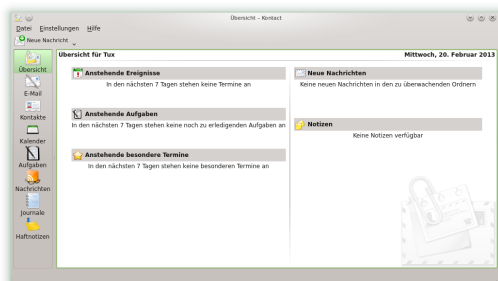 Übersicht – Kontact
Datei Einstellungen Hilfe
Neue Nachricht
Übersicht
E-Mail
Kontakte
Kalender
Aufgaben
Nachrichten
Journale
Haftnotizen
Übersicht für Tux
Mittwoch, 20. Februar 2013
Anstehende Ereignisse
In den nächsten 7 Tagen stehen keine Termine an
Anstehende Aufgaben
In den nächsten 7 Tagen stehen keine noch zu erledigenden Aufgaben an
Anstehende besondere Termine
In den nächsten 7 Tagen stehen keine besonderen Termine an
Neue Nachrichten
Keine neuen Nachrichten in den zu überwachenden Ordnern
Notizen
Keine Notizen verfügbar